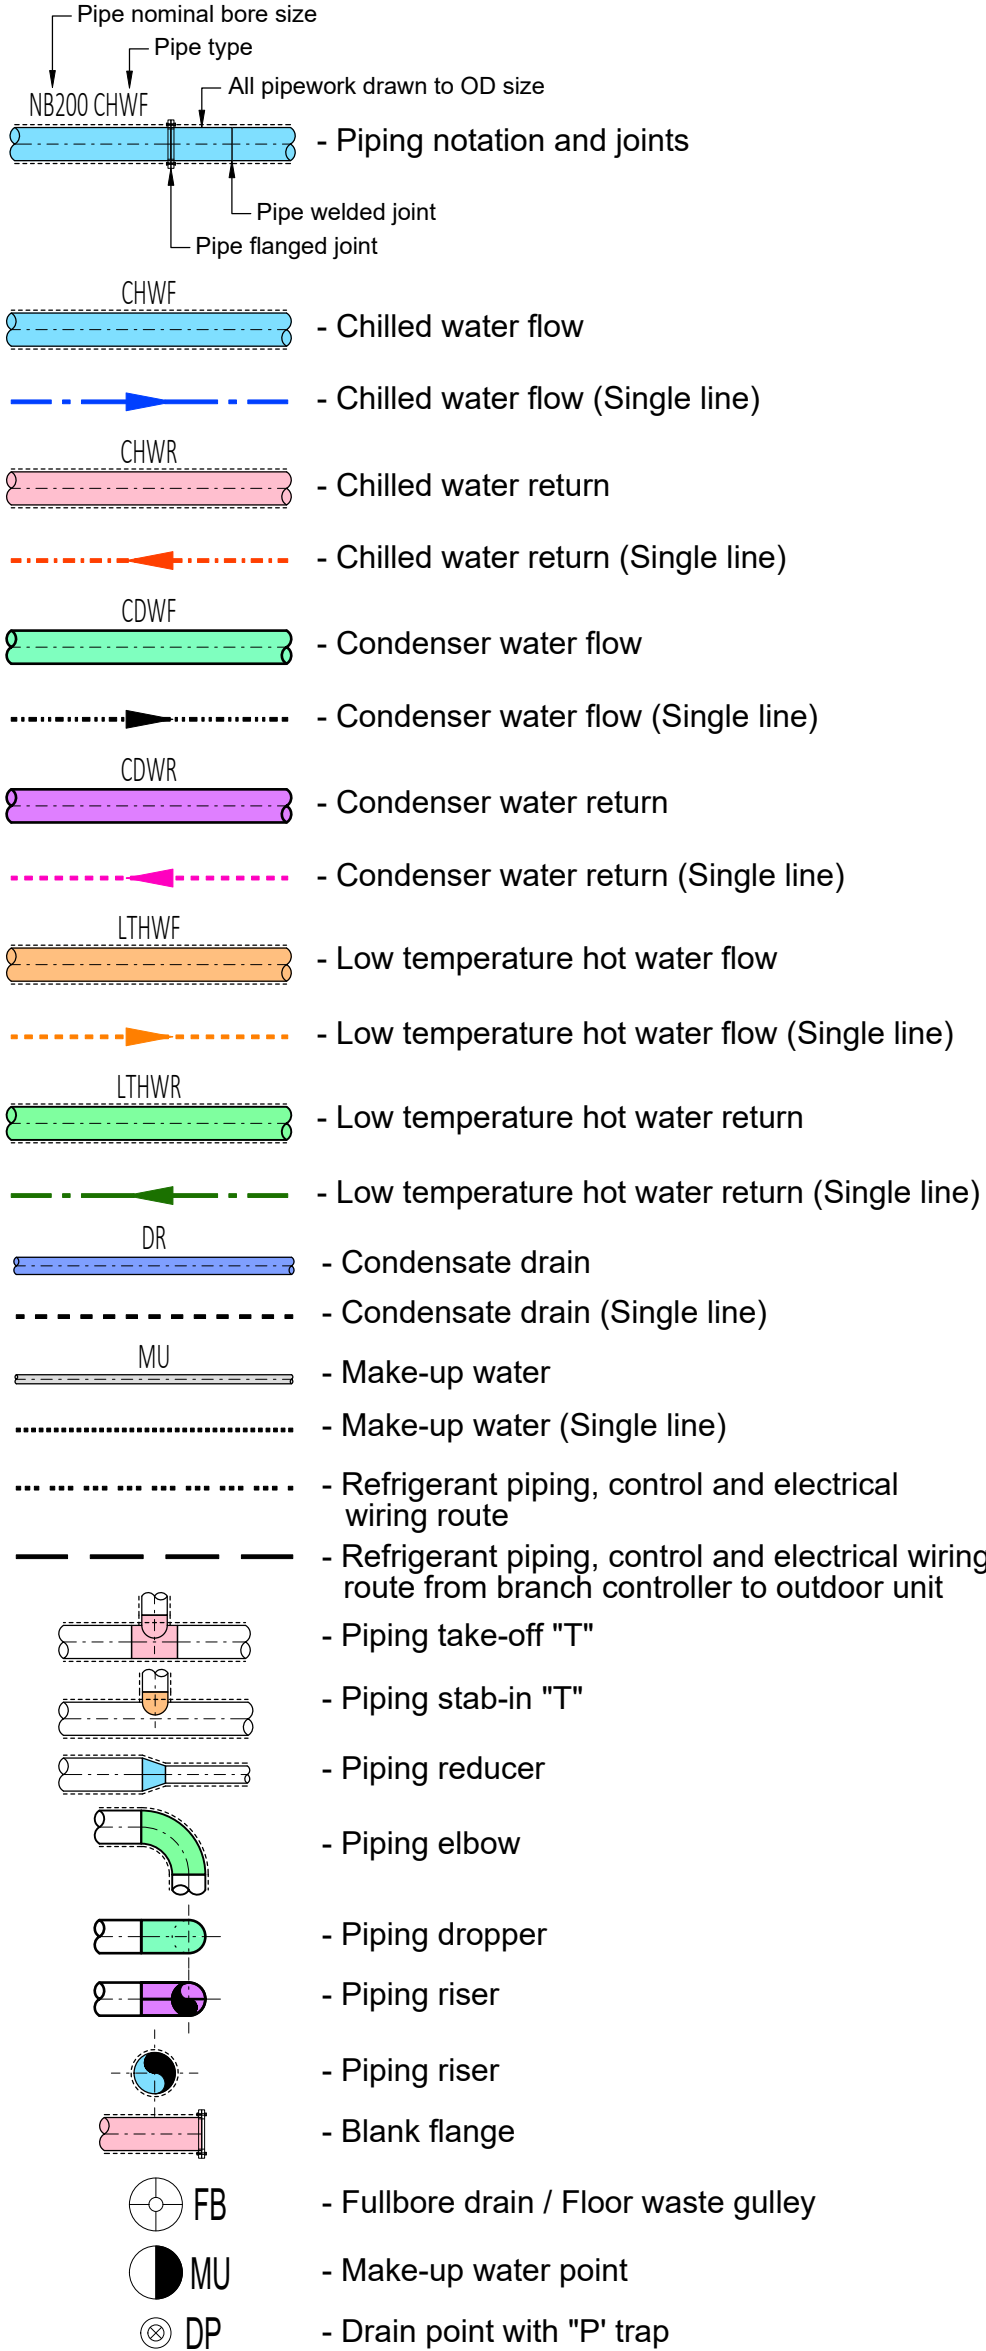 Pipe nominal bore size
Pipe type
All pipework drawn to OD size
NB200 CHWF
- Piping notation and joints
Pipe welded joint
Pipe flanged joint
CHWF
- Chilled water flow
- Chilled water flow (Single line)
CHWR
- Chilled water return
- Chilled water return (Single line)
CDWF
- Condenser water flow
- Condenser water flow (Single line)
CDWR
- Condenser water return
- Condenser water return (Single line)
LTHWF
- Low temperature hot water flow
- Low temperature hot water flow (Single line)
LTHWR
- Low temperature hot water return
- Low temperature hot water return (Single line)
DR
- Condensate drain
- Condensate drain (Single line)
MU
- Make-up water
- Make-up water (Single line)
- Refrigerant piping, control and electrical
wiring route
- Refrigerant piping, control and electrical wiring
route from branch controller to outdoor unit
- Piping take-off "T"
- Piping stab-in "T"
- Piping reducer
- Piping elbow
- Piping dropper
- Piping riser
- Piping riser
- Blank flange
FB - Fullbore drain / Floor waste gulley
MU - Make-up water point
DP - Drain point with "P' trap